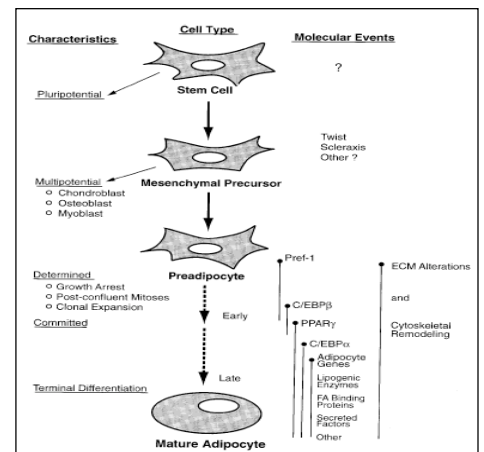 Characteristics
Cell Type
Molecular Events
?
Stem Cell
Pluripotential
Twist
Scleraxis
Other ?
Mesenchymal Precursor
Multipotential
o Chondroblast
o Osteoblast
o Myoblast
Preadipocyte
Pref-1
ECM Alterations
Determined
o Growth Arrest
o Post-confluent Mitoses
o Clonal Expansion
Committed
and
C/EBPβ
Early
PPARγ
Cytoskeletal
Remodeling
C/EBPα
Adipocyte
Genes
Late
Lipogenic
Enzymes
Terminal Differentiation
FA Binding
Proteins
Secreted
Factors
Other
Mature Adipocyte